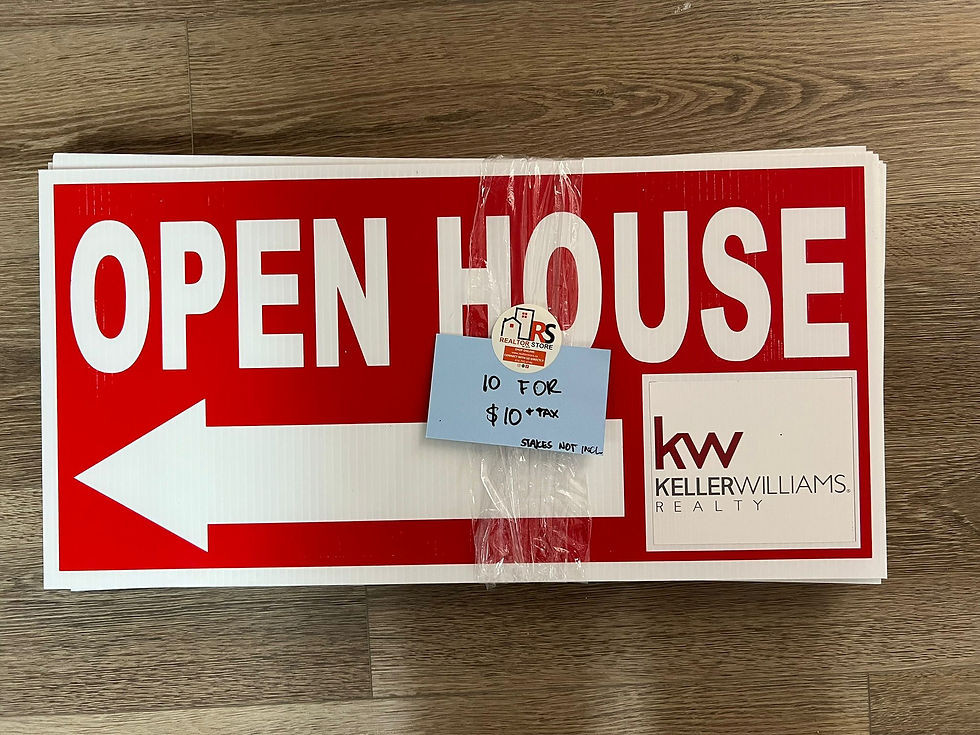 OPEN HOUSE
RS
REALTOR STORE
10 FOR
$10 + TAX
STAKES NOT INCL.
kw
KELLERWILLIAMS.
REALTY